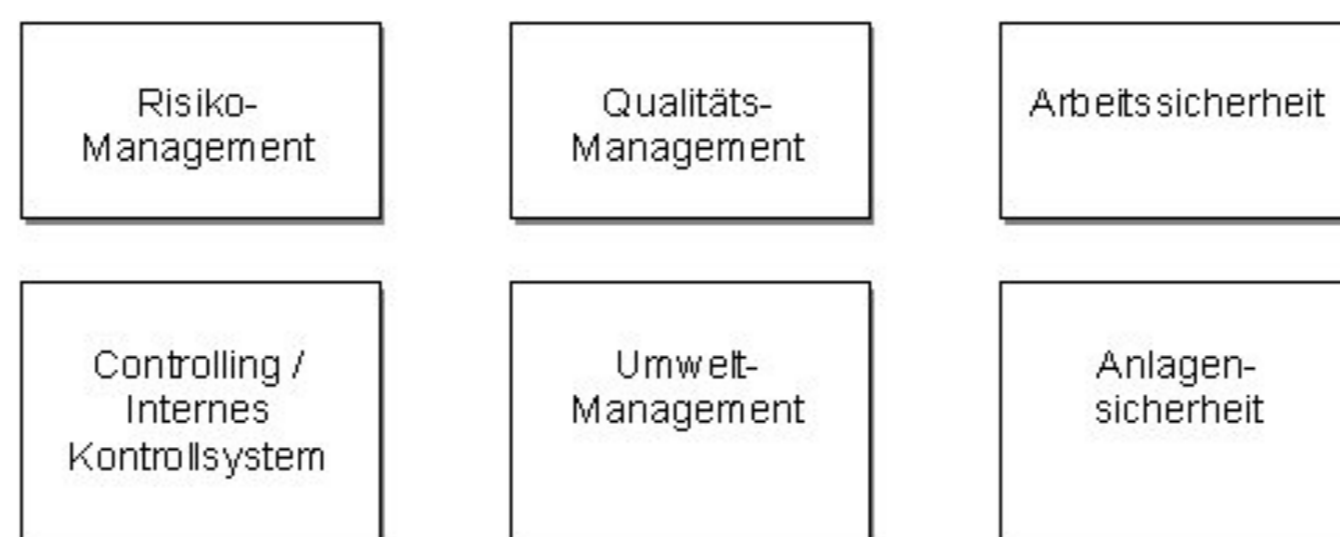 Risiko-
Management
Qualitäts-
Management
Arbeitssicherheit
Controlling /
Internes
Kontrollsystem
Umwelt-
Management
Anlagen-
sicherheit